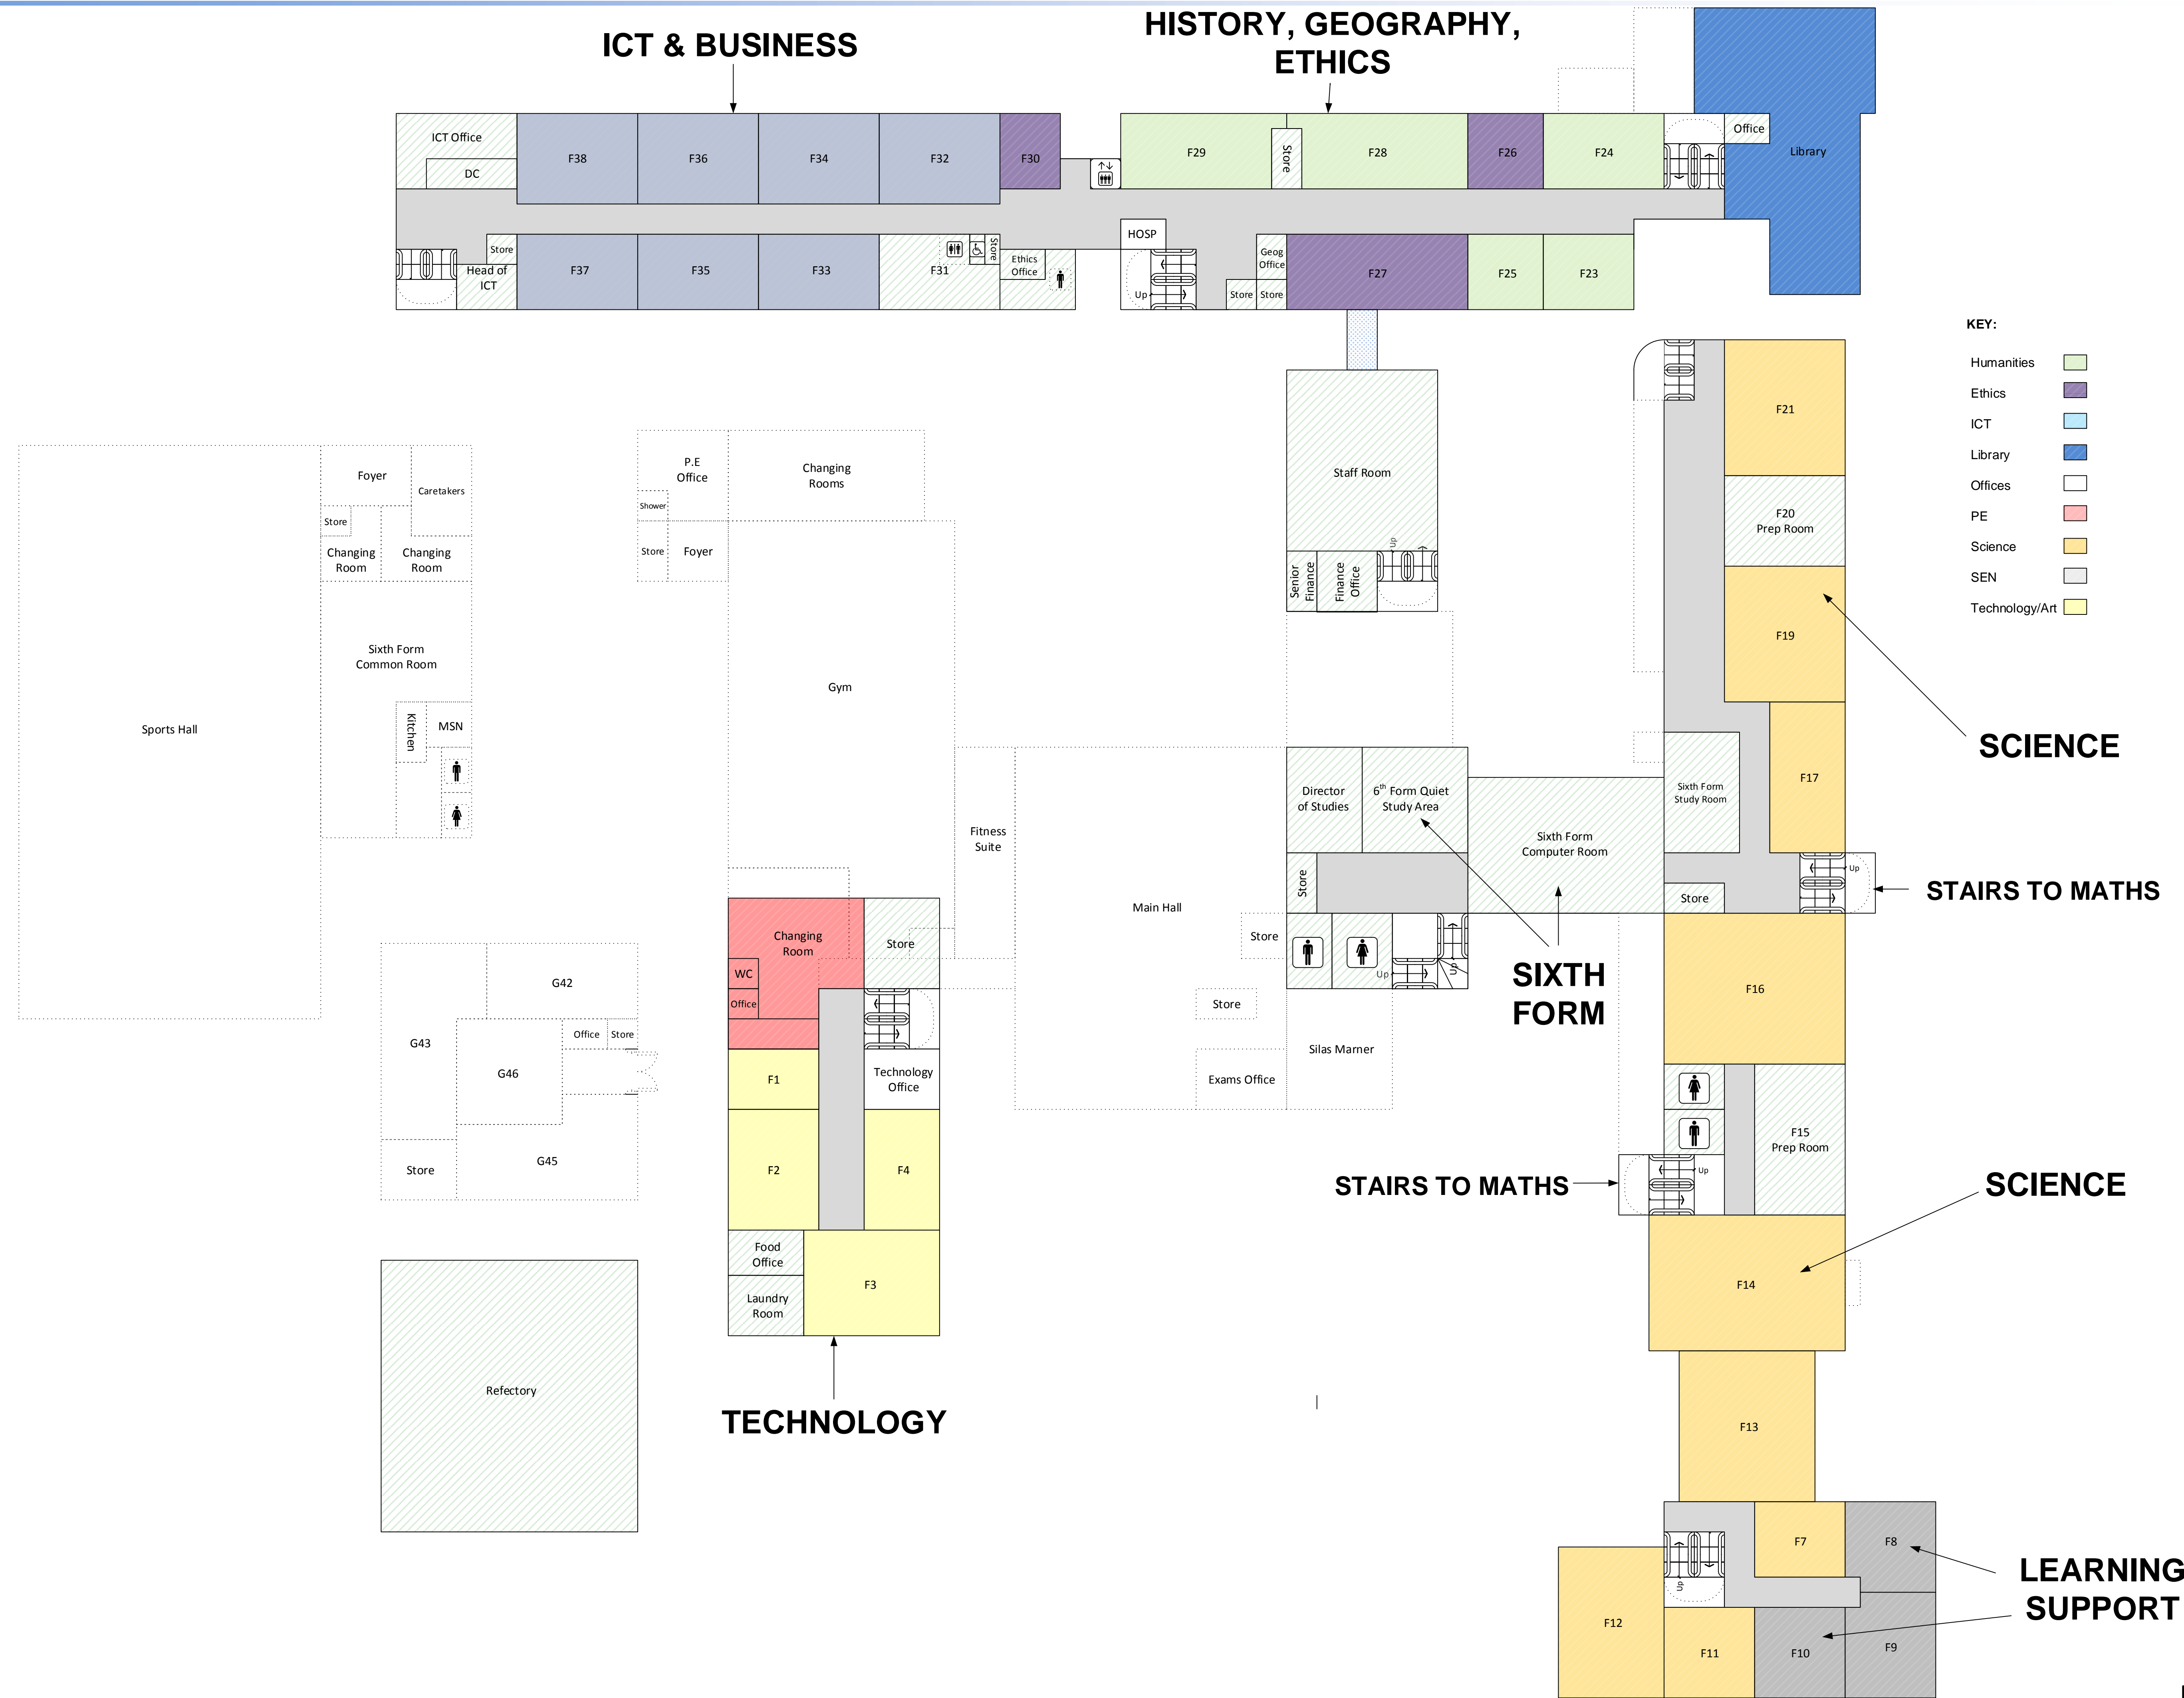 HISTORY, GEOGRAPHY,
ETHICS
ICT & BUSINESS
ICT Office
DC
F38
F36
F34
F32
F30
F29
Store
F28
F26
F24
Office
Library
HOSP
Store
Head of
ICT
F37
F35
F33
F31
Store
Ethics
Office
Up
Geog
Office
Store
Store
F27
F25
F23
KEY:
Humanities
Ethics
ICT
Library
Offices
PE
Science
SEN
Technology/Art
F21
F20
Prep Room
F19
F17
SCIENCE
Staff Room
Up
Senior
Finance
Finance
Office
P.E
Office
Changing
Rooms
Shower
Store
Foyer
Gym
Foyer
Caretakers
Store
Changing
Room
Changing
Room
Sixth Form
Common Room
Kitchen
MSN
Sports Hall
Fitness
Suite
Main Hall
Director
of Studies
6th Form Quiet
Study Area
Sixth Form
Computer Room
Sixth Form
Study Room
Store
Store
Up
STAIRS TO MATHS
Store
Up
Up
SIXTH
FORM
F16
Store
Silas Marner
Exams Office
Changing
Room
Store
WC
Office
G42
G43
Office
Store
G46
G45
Store
F1
Technology
Office
F2
F4
Food
Office
F3
Laundry
Room
TECHNOLOGY
Refectory
F15
Prep Room
Up
STAIRS TO MATHS
SCIENCE
F14
F13
F7
F8
Up
F12
F11
F10
F9
LEARNING
SUPPORT